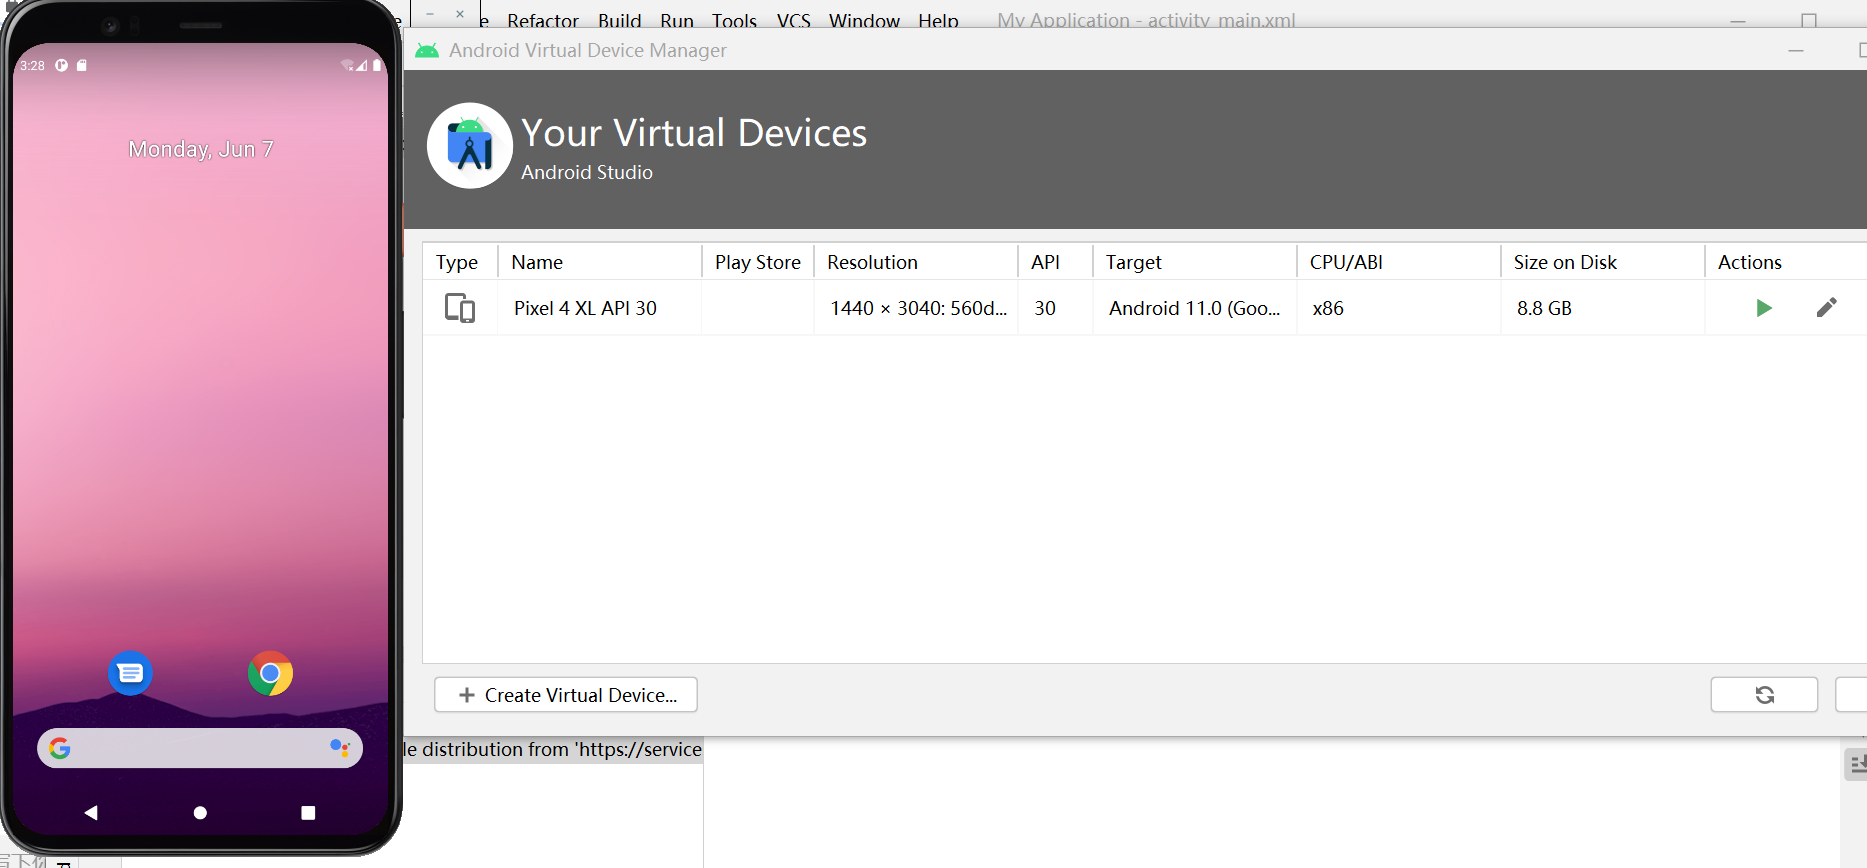 Refactor Build Run Tools VCS Window Help My Application - activity_main.xml
Android Virtual Device Manager
3:28
Monday, Jun 7
Your Virtual Devices
Android Studio
Type Name Play Store Resolution API Target CPU/ABI Size on Disk Actions
Pixel 4 XL API 30 1440 × 3040: 560d... 30 Android 11.0 (Goo... x86 8.8 GB
Create Virtual Device...
le distribution from 'https://service